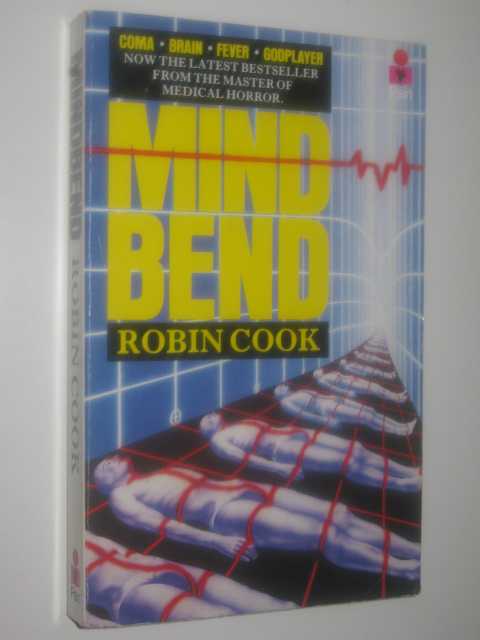 COMA • BRAIN • FEVER • GODPLAYER
NOW THE LATEST BESTSELLER
FROM THE MASTER OF
MEDICAL HORROR.
MIND
BEND
ROBIN COOK
MINDBEND ROBIN COOK